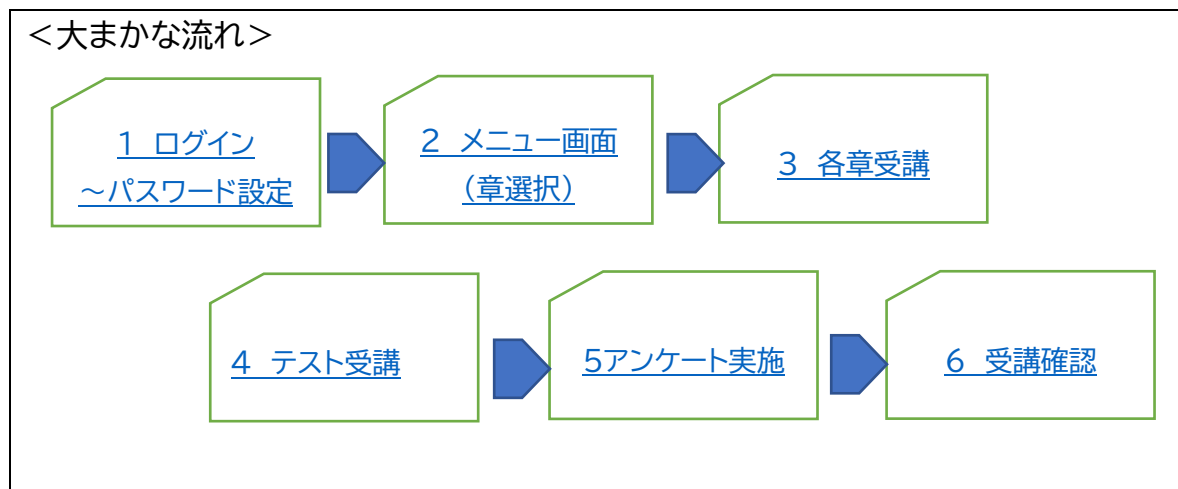 ＜大まかな流れ＞
1　ログイン
～パスワード設定
2　メニュー画面
（章選択）
3　各章受講
4　テスト受講
5アンケート実施
6　受講確認